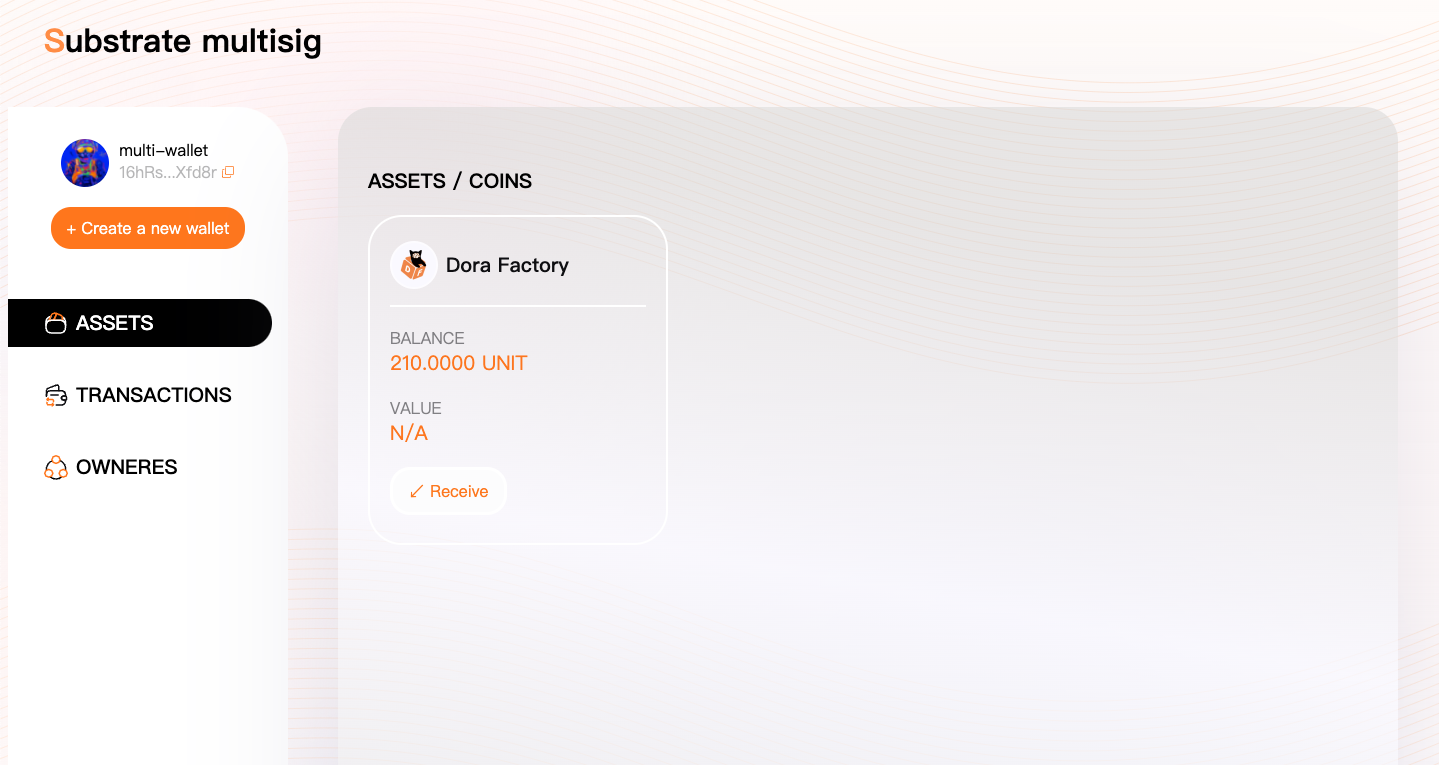 Substrate multisig
multi-wallet
16hRs...Xfd8r
+ Create a new wallet
ASSETS
TRANSACTIONS
OWNERES
ASSETS / COINS
Dora Factory
BALANCE
210.0000 UNIT
VALUE
N/A
Receive